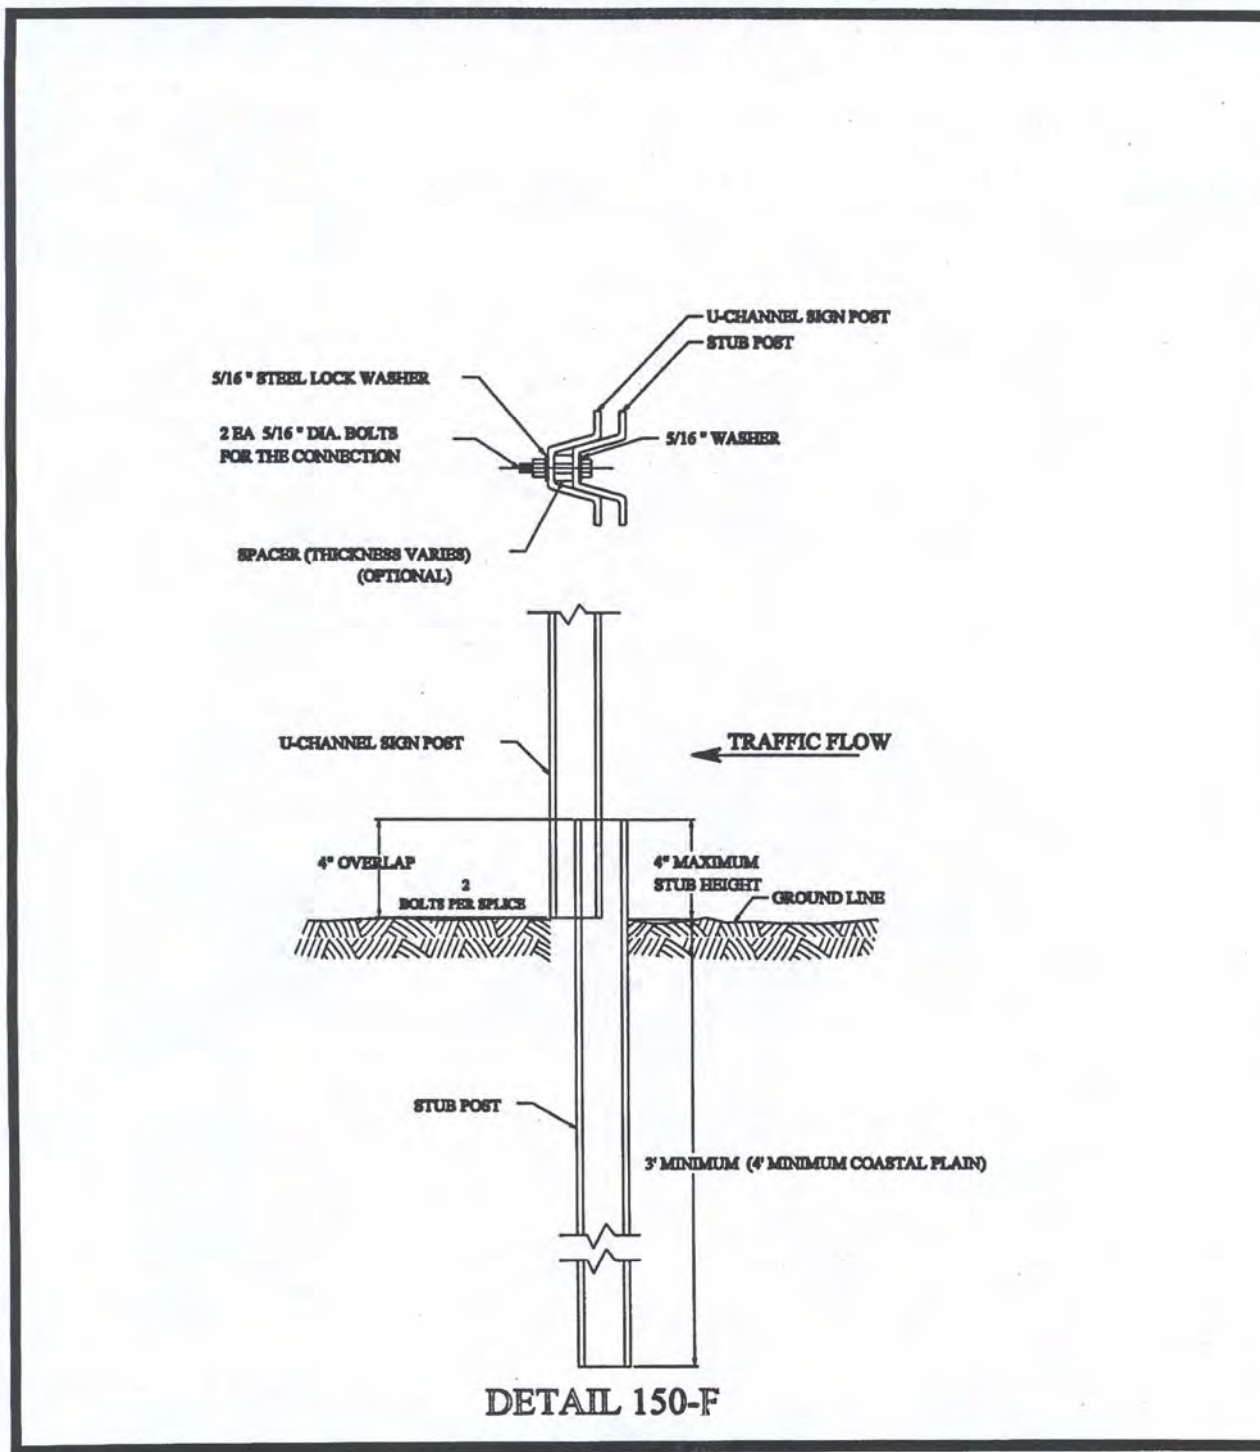 U-CHANNEL SIGN POST
STUB POST
5/16 " STEEL LOCK WASHER
2 EA 5/16 " DIA. BOLTS
FOR THE CONNECTION
5/16 " WASHER
SPACER (THICKNESS VARIES)
(OPTIONAL)
U-CHANNEL SIGN POST
TRAFFIC FLOW
4" OVERLAP
2
BOLTS PER SPLICE
4" MAXIMUM
STUB HEIGHT
GROUND LINE
STUB POST
3' MINIMUM (4' MINIMUM COASTAL PLAIN)
DETAIL 150-F